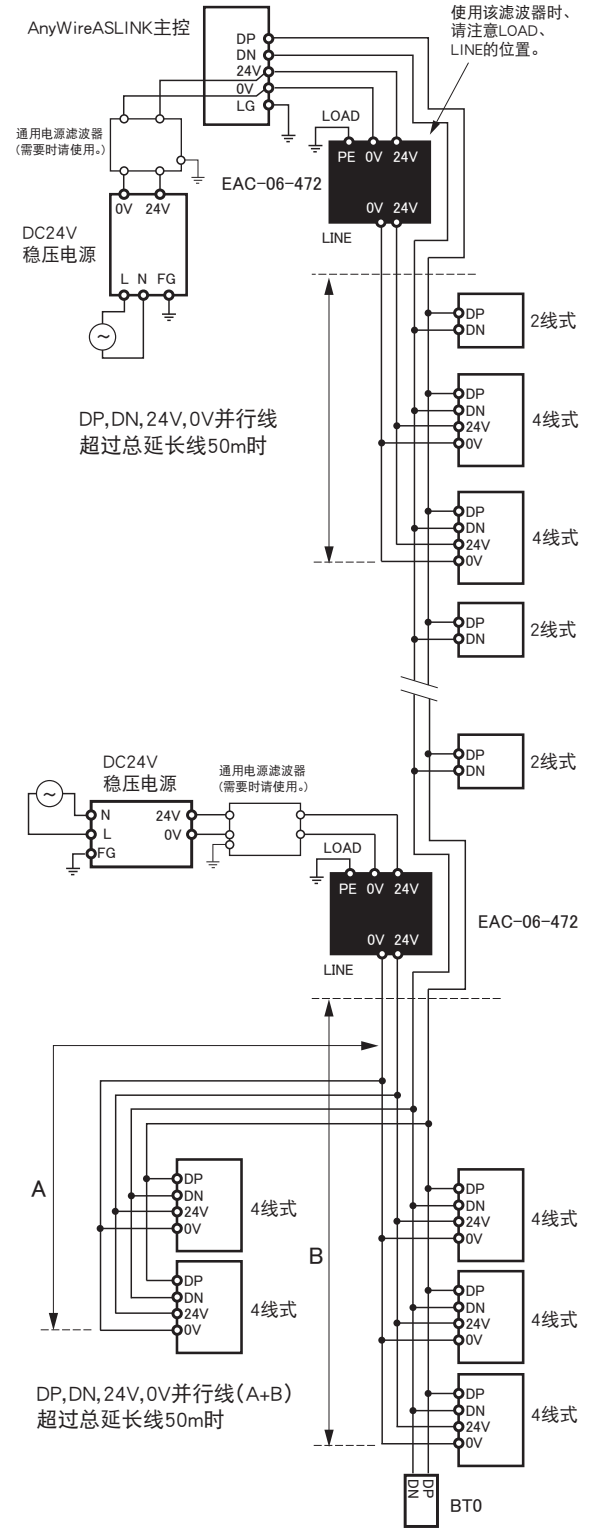 使用该滤波器时、
请注意LOAD、
LINE的位置。
AnyWireASLINK主控
DP
DN
24V
0V
LG
通用电源滤波器
(需要时请使用。)
LOAD
PE 0V 24V
EAC-06-472
0V 24V
LINE
0V 24V
DC24V
稳压电源
L N FG
DP
DN
2线式
DP,DN,24V,0V并行线
超过总延长线50m时
DP
DN
24V
0V
4线式
DP
DN
24V
0V
4线式
DP
DN
2线式
DP
DN
2线式
DC24V
稳压电源
通用电源滤波器
(需要时请使用。)
N
L
FG
24V
0V
LOAD
PE 0V 24V
EAC-06-472
0V 24V
LINE
A
DP
DN
24V
0V
4线式
DP
DN
24V
0V
4线式
B
DP
DN
24V
0V
4线式
DP
DN
24V
0V
4线式
DP
DN
24V
0V
4线式
DP,DN,24V,0V并行线(A+B)
超过总延长线50m时
DP
DN
BT0